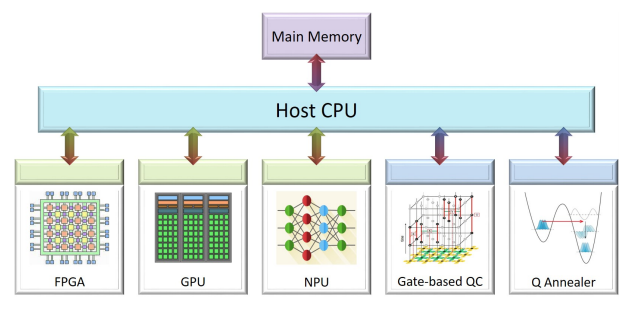 Main Memory
Host CPU
FPGA
GPU
NPU
Gate-based QC
Q Annealer